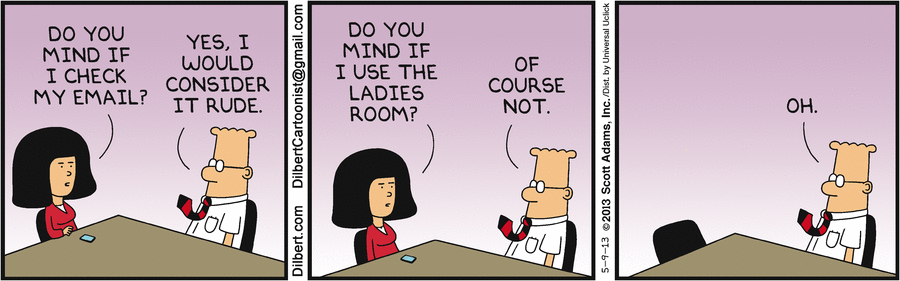 DO YOU
MIND IF
I CHECK
MY EMAIL?
YES, I
WOULD
CONSIDER
IT RUDE.
Dilbert.com DilbertCartoonist@gmail.com
DO YOU
MIND IF
I USE THE
LADIES
ROOM?
OF
COURSE
NOT.
5-9-13 © 2013 Scott Adams, Inc. /Dist. by Universal Uclick
OH.